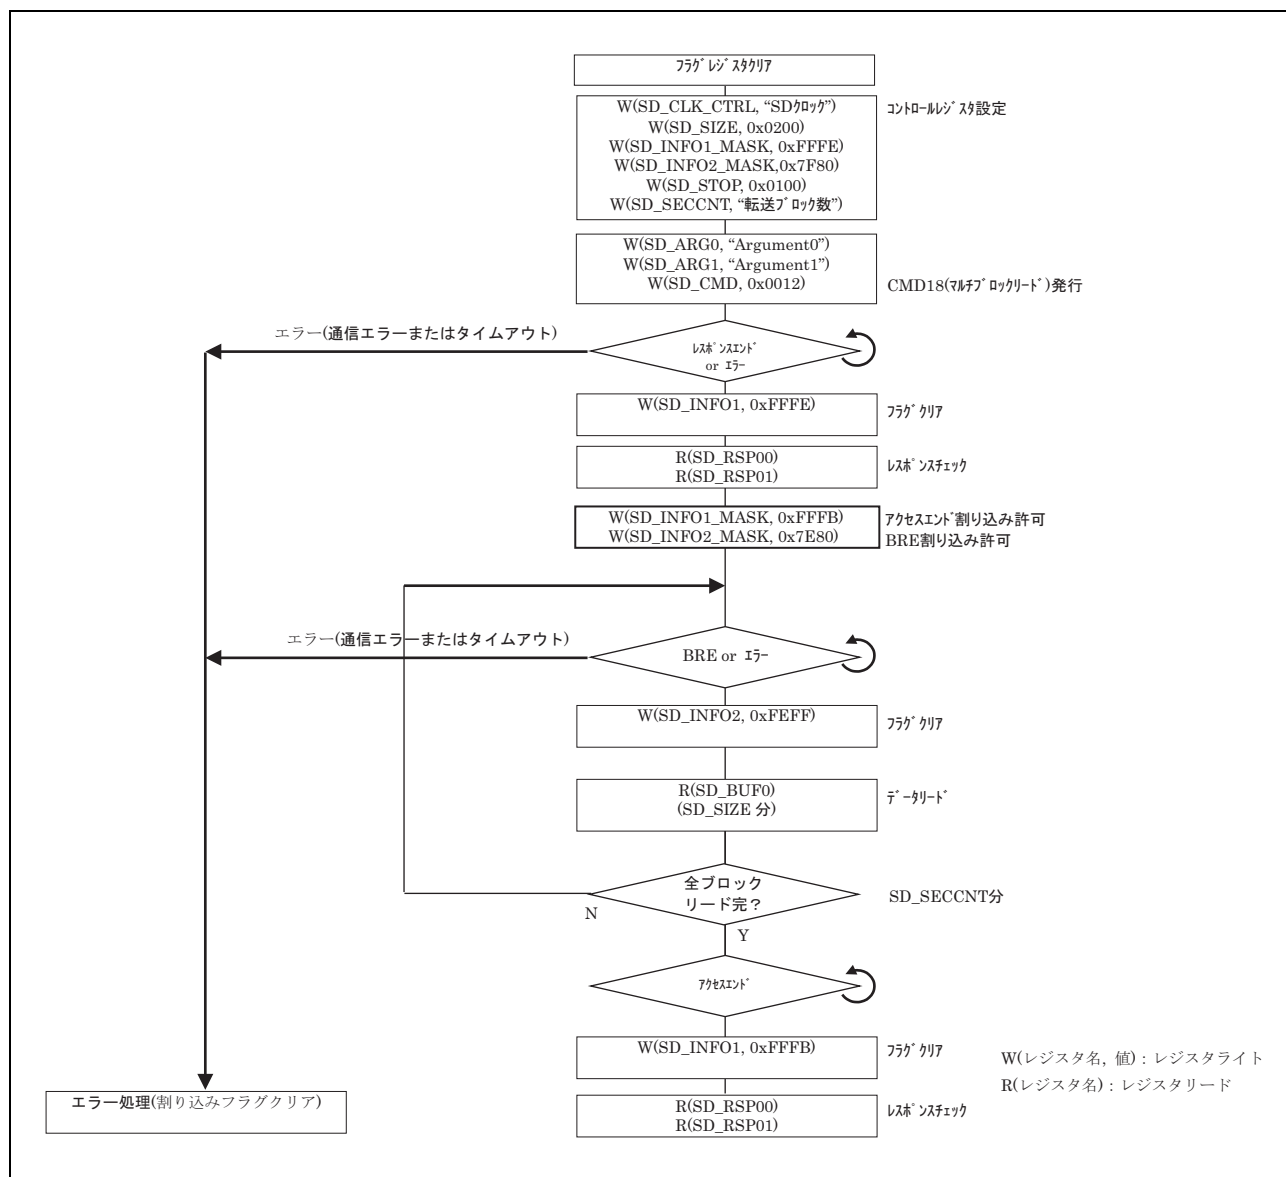 フラグレジスタクリア
W(SD_CLK_CTRL, “SDクロック”)
コントロールレジスタ設定
W(SD_SIZE, 0x0200)
W(SD_INFO1_MASK, 0xFFFE)
W(SD_INFO2_MASK,0x7F80)
W(SD_STOP, 0x0100)
W(SD_SECCNT, “転送ブロック数”)
W(SD_ARG0, “Argument0”)
W(SD_ARG1, “Argument1”)
W(SD_CMD, 0x0012)
CMD18(マルチブロックリード)発行
エラー(通信エラーまたはタイムアウト)
レスポンスエンド
or エラー
W(SD_INFO1, 0xFFFE)
フラグクリア
R(SD_RSP00)
R(SD_RSP01)
レスポンスチェック
W(SD_INFO1_MASK, 0xFFFB)
W(SD_INFO2_MASK, 0x7E80)
アクセスエンド割り込み許可
BRE割り込み許可
エラー(通信エラーまたはタイムアウト)
BRE or エラー
W(SD_INFO2, 0xFEFF)
フラグクリア
R(SD_BUF0)
(SD_SIZE 分)
データリード
全ブロック
リード完？
SD_SECCNT分
N
Y
アクセスエンド
W(SD_INFO1, 0xFFFB)
フラグクリア
R(SD_RSP00)
R(SD_RSP01)
レスポンスチェック
W(レジスタ名, 値) : レジスタライト
R(レジスタ名) : レジスタリード
エラー処理(割り込みフラグクリア)